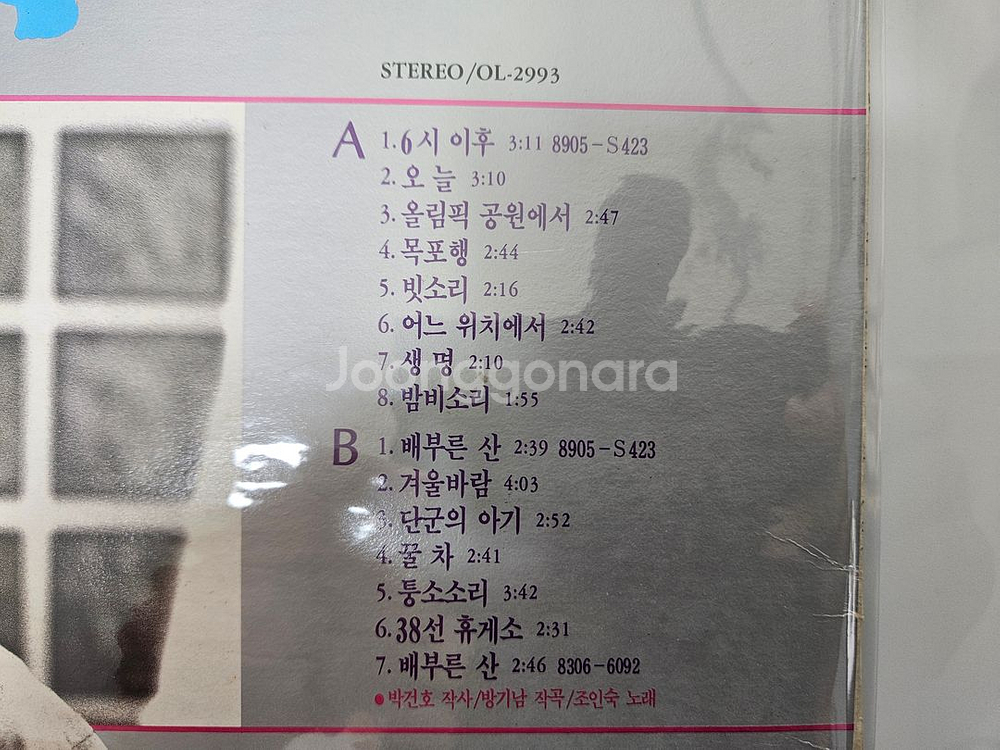 STEREO/OL-2993
A 1. 6시 이후 3:11 8905-S423
2. 오늘 3:10
3. 올림픽 공원에서 2:47
4. 목포행 2:44
5. 빗소리 2:16
6. 어느 위치에서 2:42
7. 생명 2:10
8. 밤비소리 1:55
Joonggonara
B 1. 배부른 산 2:39 8905-S423
2. 겨울바람 4:03
3. 단군의 아기 2:52
4. 꿀차 2:41
5. 퉁소소리 3:42
6. 38선 휴게소 2:31
7. 배부른 산 2:46 8306-6092
●박건호 작사/방기남 작곡/조인숙 노래